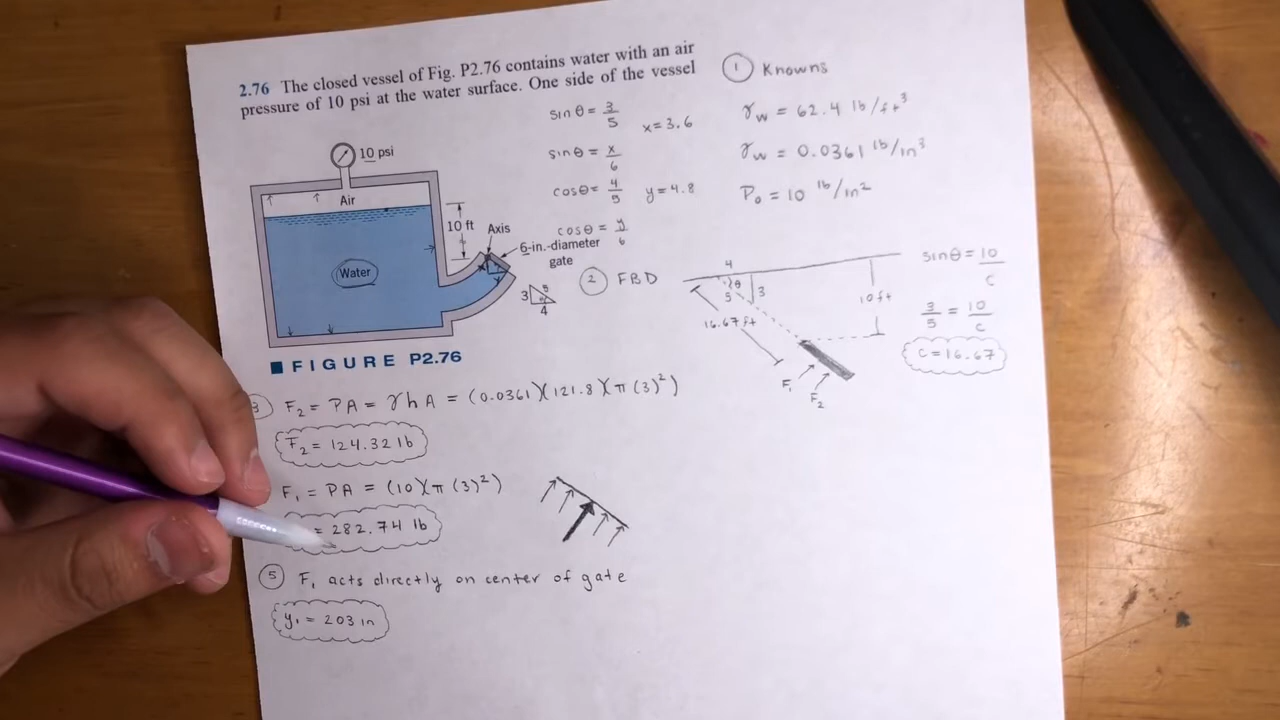 2.76 The closed vessel of Fig. P2.76 contains water with an air
pressure of 10 psi at the water surface. One side of the vessel
10 psi
Air
10 ft
Axis
6-in.-diameter
gate
Water
3
5
4
FIGURE P2.76
sin θ = 3/5
x = 3.6
sin θ = x/6
cos θ = 4/5
y = 4.8
cos θ = y/6
1 Knowns
γw = 62.4 lb/ft³
γw = 0.0361 lb/in³
P₀ = 10 lb/in²
2 FBD
4
θ
5
3
16.67 ft
10 ft
F₁
F₂
sin θ = 10/c
3/5 = 10/c
c = 16.67
3 F₂ = PA = γhA = (0.0361)(121.8)(π(3)²)
F₂ = 124.32 lb
F₁ = PA = (10)(π(3)²)
= 282.74 lb
5 F₁ acts directly on center of gate
y₁ = 203 in